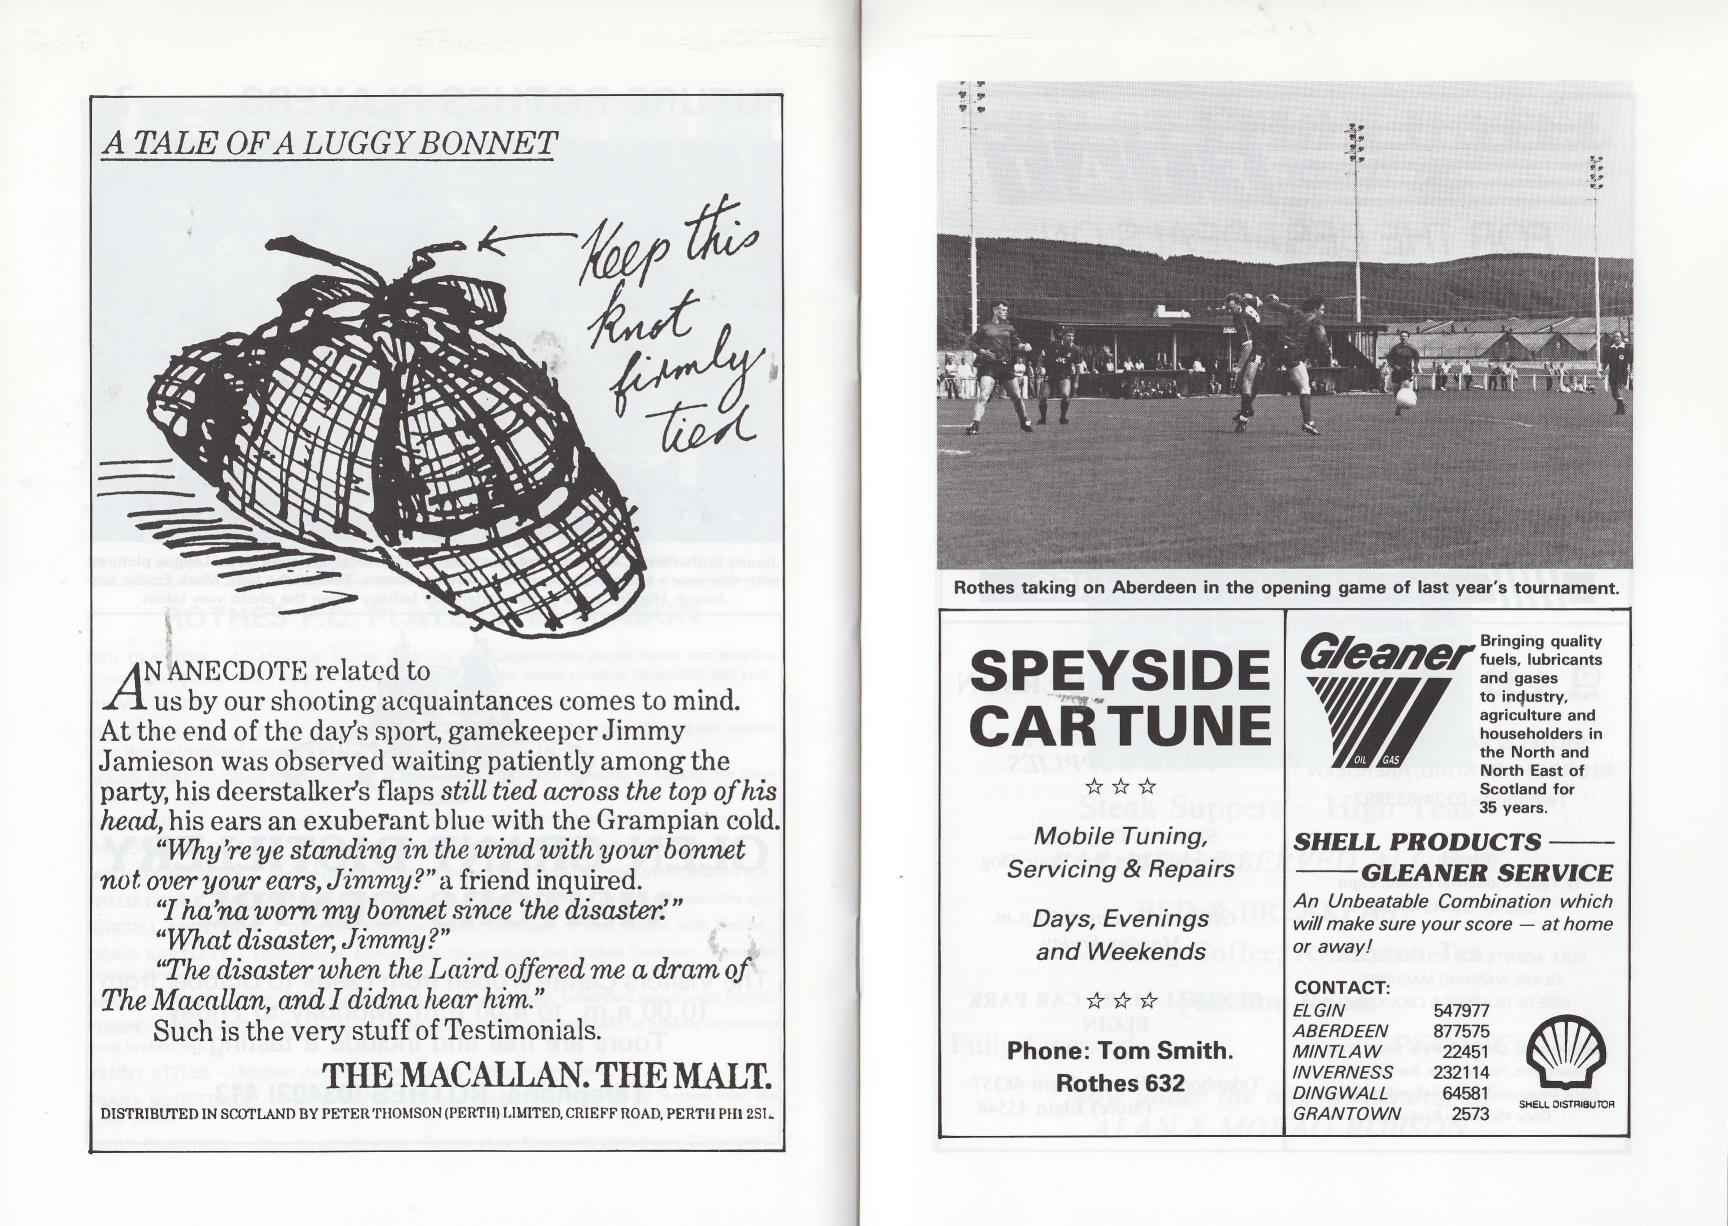 A TALE OF A LUGGY BONNET
Keep this
knot
firmly
tied
AN ANECDOTE related to
us by our shooting acquaintances comes to mind.
At the end of the day's sport, gamekeeper Jimmy
Jamieson was observed waiting patiently among the
party, his deerstalker's flaps still tied across the top of his
head, his ears an exuberant blue with the Grampian cold.
“Why're ye standing in the wind with your bonnet
not over your ears, Jimmy?” a friend inquired.
“I ha'na worn my bonnet since ‘the disaster.’”
“What disaster, Jimmy?”
“The disaster when the Laird offered me a dram of
The Macallan, and I didna hear him.”
Such is the very stuff of Testimonials.
THE MACALLAN. THE MALT.
DISTRIBUTED IN SCOTLAND BY PETER THOMSON (PERTH) LIMITED, CRIEFF ROAD, PERTH PH1 2SL.
Rothes taking on Aberdeen in the opening game of last year's tournament.
SPEYSIDE
CAR TUNE
☆ ☆ ☆
Mobile Tuning,
Servicing & Repairs
Days, Evenings
and Weekends
☆ ☆ ☆
Phone: Tom Smith.
Rothes 632
Gleaner
OIL GAS
Bringing quality
fuels, lubricants
and gases
to industry,
agriculture and
householders in
the North and
North East of
Scotland for
35 years.
SHELL PRODUCTS
GLEANER SERVICE
An Unbeatable Combination which
will make sure your score — at home
or away!
CONTACT:
ELGIN 547977
ABERDEEN 877575
MINTLAW 22451
INVERNESS 232114
DINGWALL 64581
GRANTOWN 2573
SHELL DISTRIBUTOR